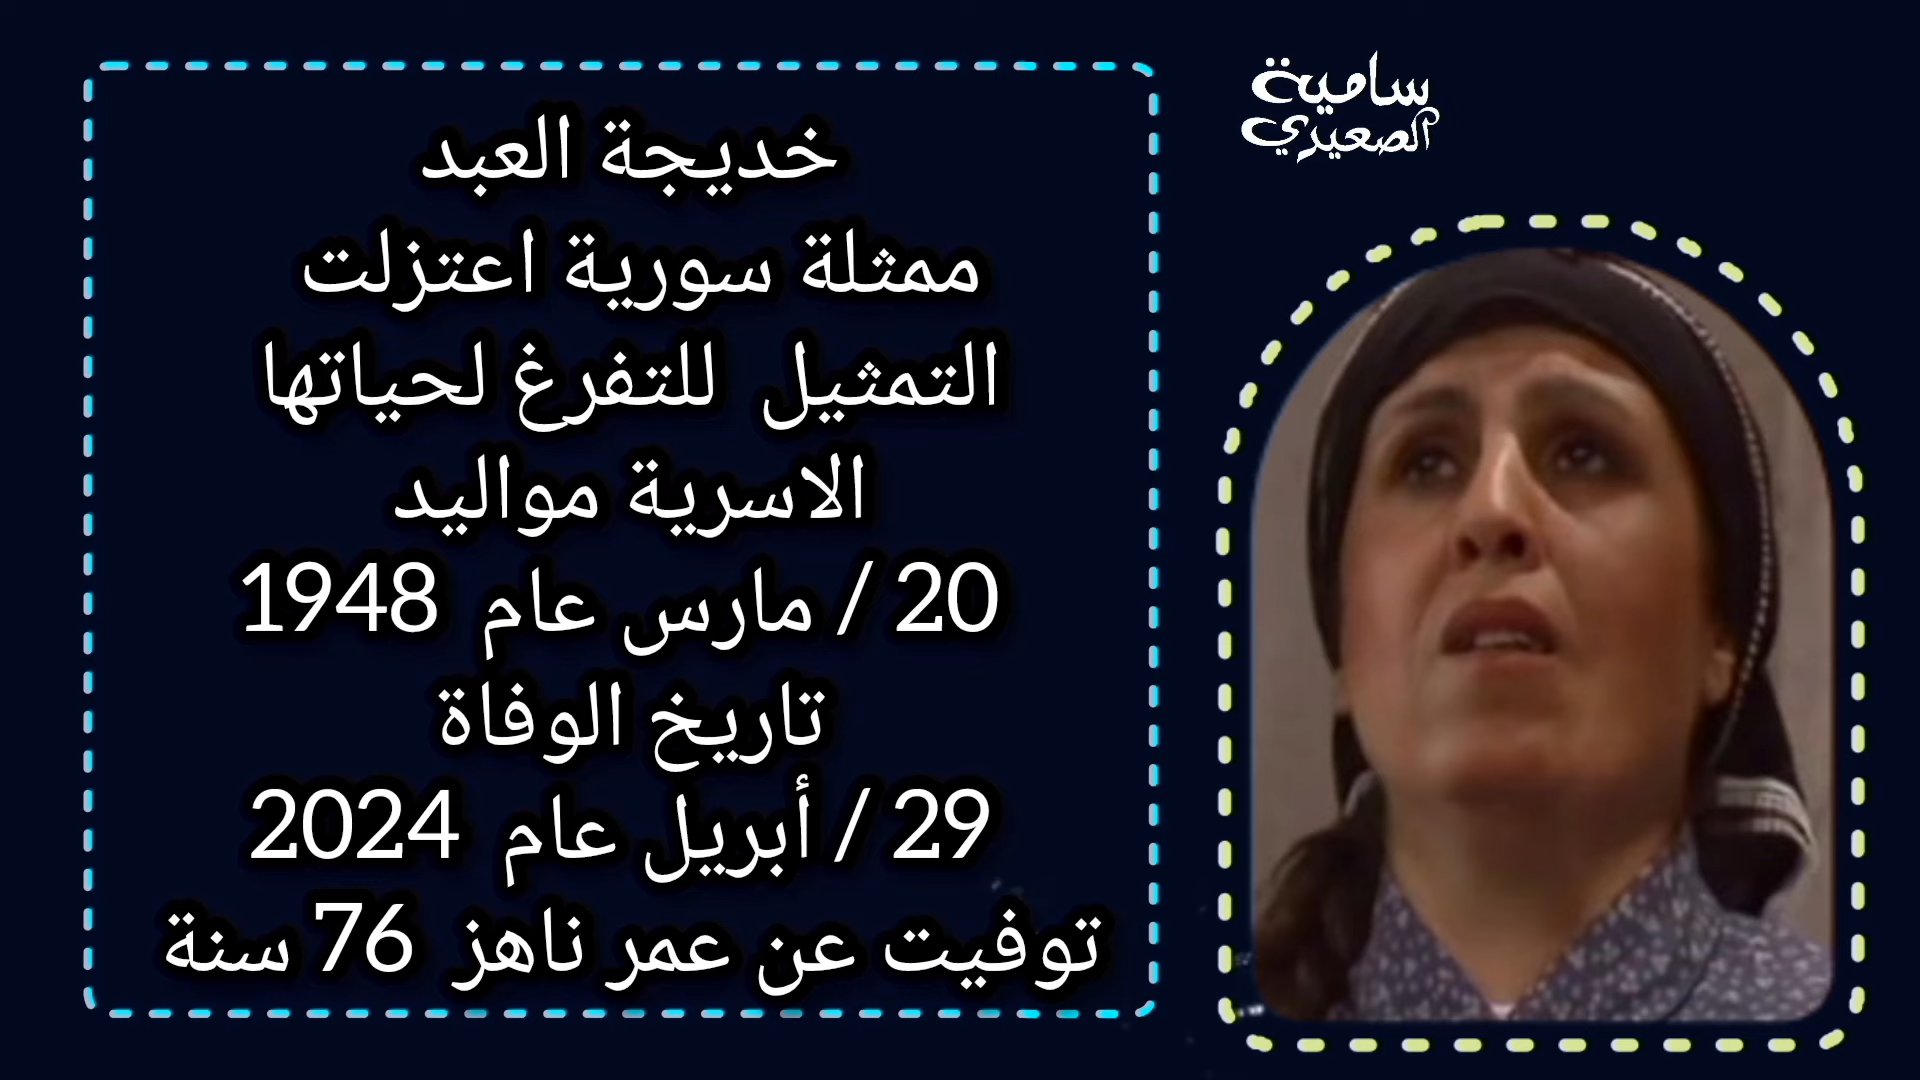 سامية
الصعيدي
خديجة العبد
ممثلة سورية اعتزلت
التمثيل للتفرغ لحياتها
الاسرية مواليد
20 / مارس عام 1948
تاريخ الوفاة
29 / أبريل عام 2024
توفيت عن عمر ناهز 76 سنة